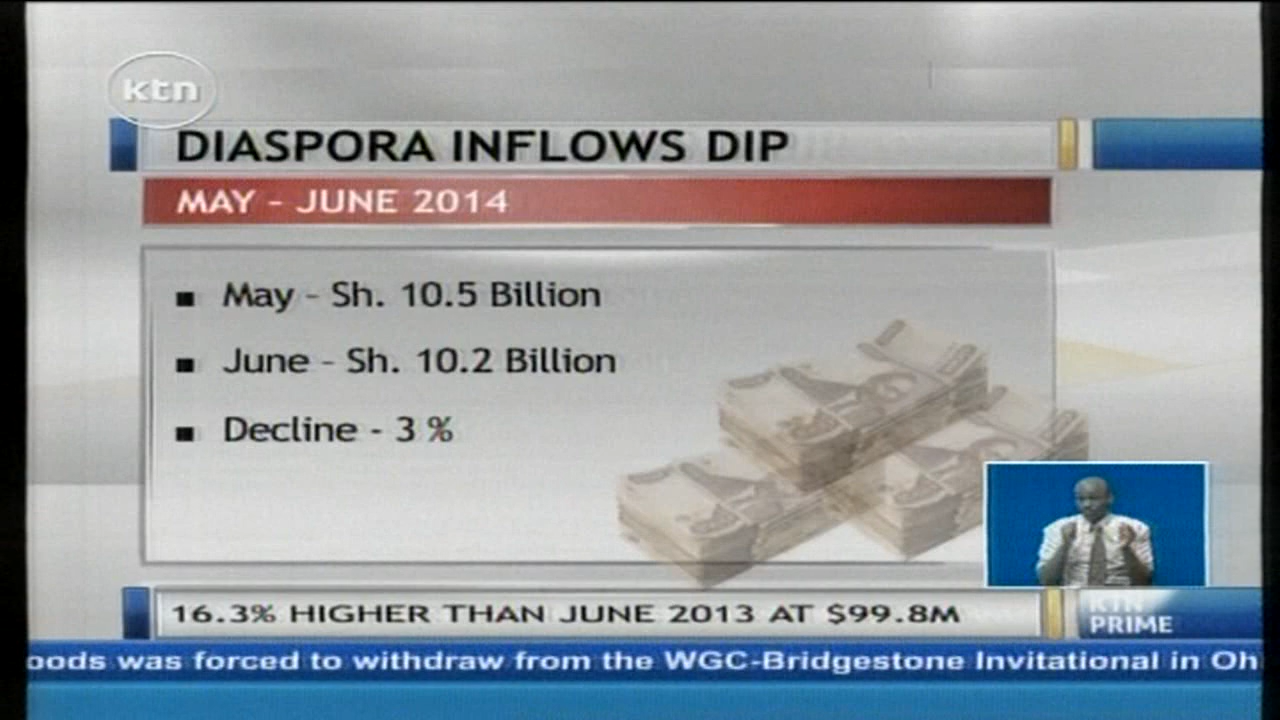 ktn
DIASPORA INFLOWS DIP
MAY - JUNE 2014
▪ May - Sh. 10.5 Billion
▪ June - Sh. 10.2 Billion
▪ Decline - 3 %
16.3% HIGHER THAN JUNE 2013 AT $99.8M
KTN
PRIME
oods was forced to withdraw from the WGC-Bridgestone Invitational in Oh